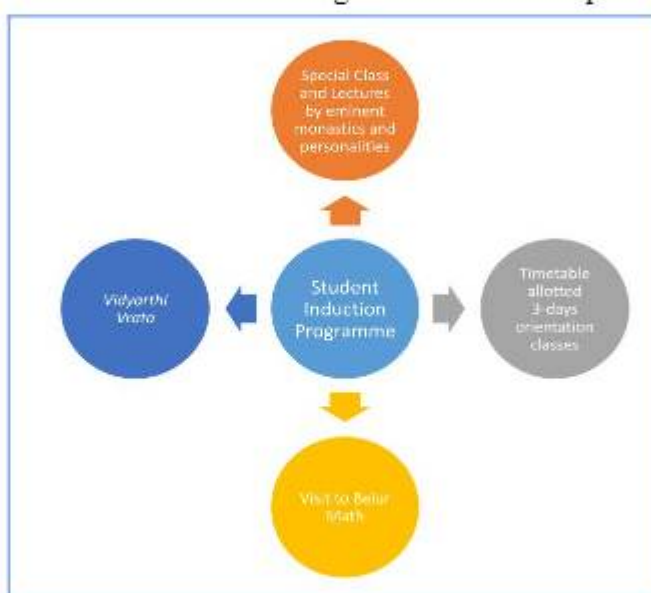 Special Class
and Lectures
by eminent
monastics and
personalities
Vidyarthi
Vrata
Student
Induction
Programme
Timetable
allotted
3-days
orientation
classes
Visit to Belur
Math